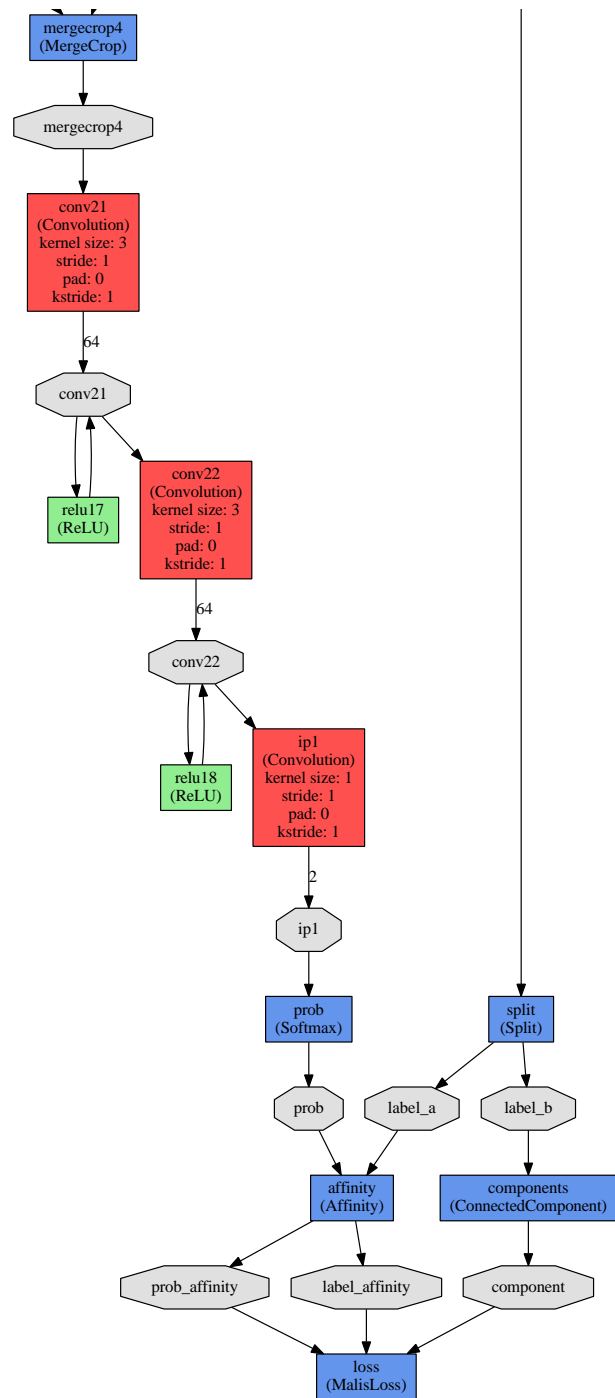 mergecrop4
(MergeCrop)
mergecrop4
conv21
(Convolution)
kernel size: 3
stride: 1
pad: 0
kstride: 1
64
conv21
relu17
(ReLU)
conv22
(Convolution)
kernel size: 3
stride: 1
pad: 0
kstride: 1
64
conv22
relu18
(ReLU)
ip1
(Convolution)
kernel size: 1
stride: 1
pad: 0
kstride: 1
2
ip1
prob
(Softmax)
split
(Split)
prob
label_a
label_b
affinity
(Affinity)
components
(ConnectedComponent)
prob_affinity
label_affinity
component
loss
(MalisLoss)